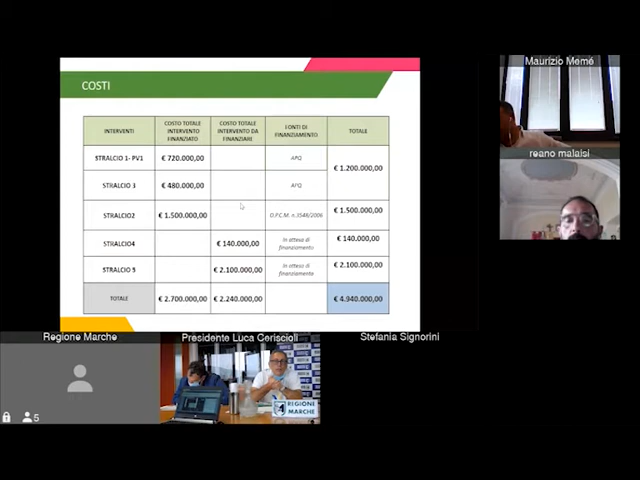 COSTI
INTERVENTI
COSTO TOTALE INTERVENTO FINANZIATO
COSTO TOTALE INTERVENTO DA FINANZIARE
FONTI DI FINANZIAMENTO
TOTALE
STRALCIO 1- PV1
€ 720.000,00
APQ
€ 1.200.000,00
STRALCIO 3
€ 480.000,00
APQ
STRALCIO2
€ 1.500.000,00
O.P.C.M. n.3548/2006
€ 1.500.000,00
STRALCIO4
€ 140.000,00
In attesa di finanziamento
€ 140.000,00
STRALCIO 5
€ 2.100.000,00
In attesa di finanziamento
€ 2.100.000,00
TOTALE
€ 2.700.000,00
€ 2.240.000,00
€ 4.940.000,00
Maurizio Memé
reano malaisi
Regione Marche
Presidente Luca Ceriscioli
Stefania Signorini
5
REGIONE
MARCHE